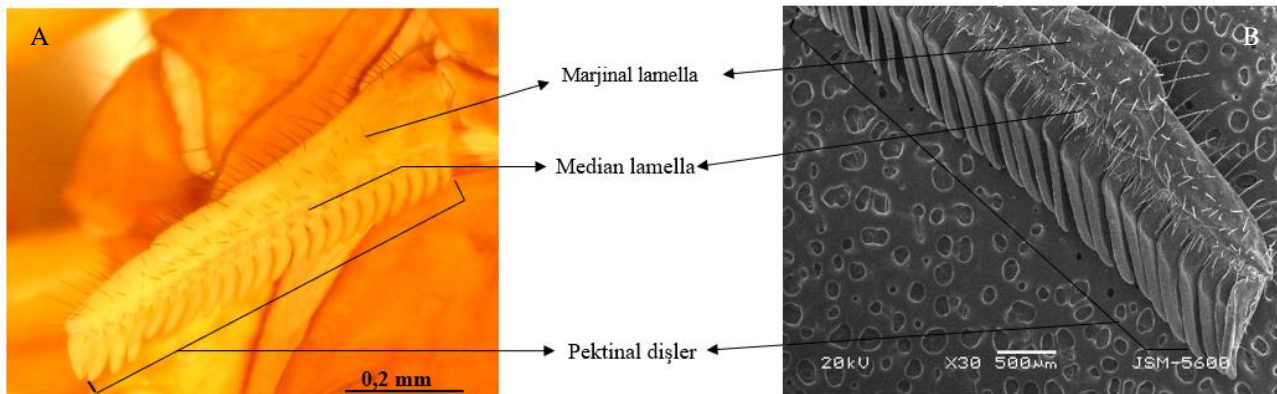 A
B
Marjinal lamella
Median lamella
Pektinal dişler
0,2 mm
20kV X30 500µm JSM-5600